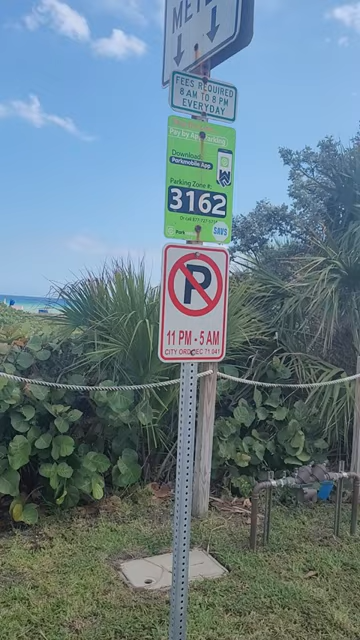 FEES REQUIRED
8 AM TO 8 PM
EVERYDAY
Pay by App Parking
Download
Parkmobile App
Parking Zone #:
3162
Park
P
11 PM - 5 AM
CITY ORD SEC 71.041